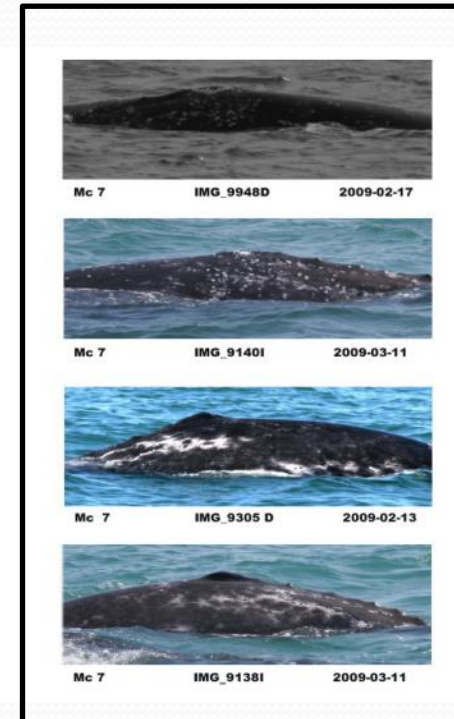 Mc 7 IMG_9948D 2009-02-17
Mc 7 IMG_9140I 2009-03-11
Mc 7 IMG_9305 D 2009-02-13
Mc 7 IMG_9138I 2009-03-11